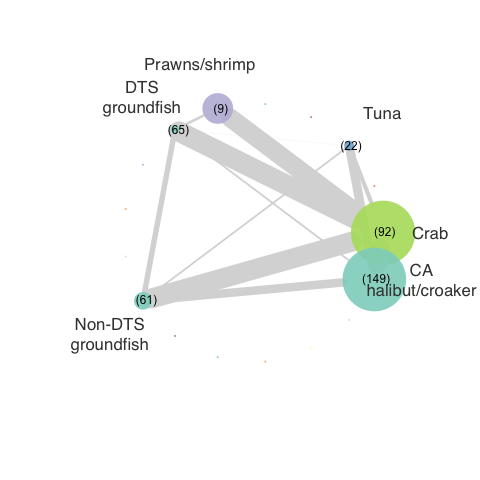 Prawns/shrimp
DTS
groundfish
(9)
(65)
Tuna
(22)
(92)
Crab
CA
halibut/croaker
(149)
(61)
Non-DTS
groundfish